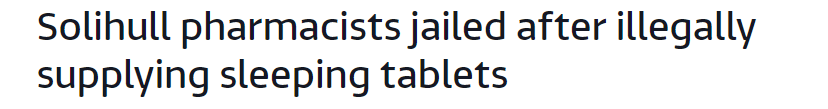 Solihull pharmacists jailed after illegally
supplying sleeping tablets